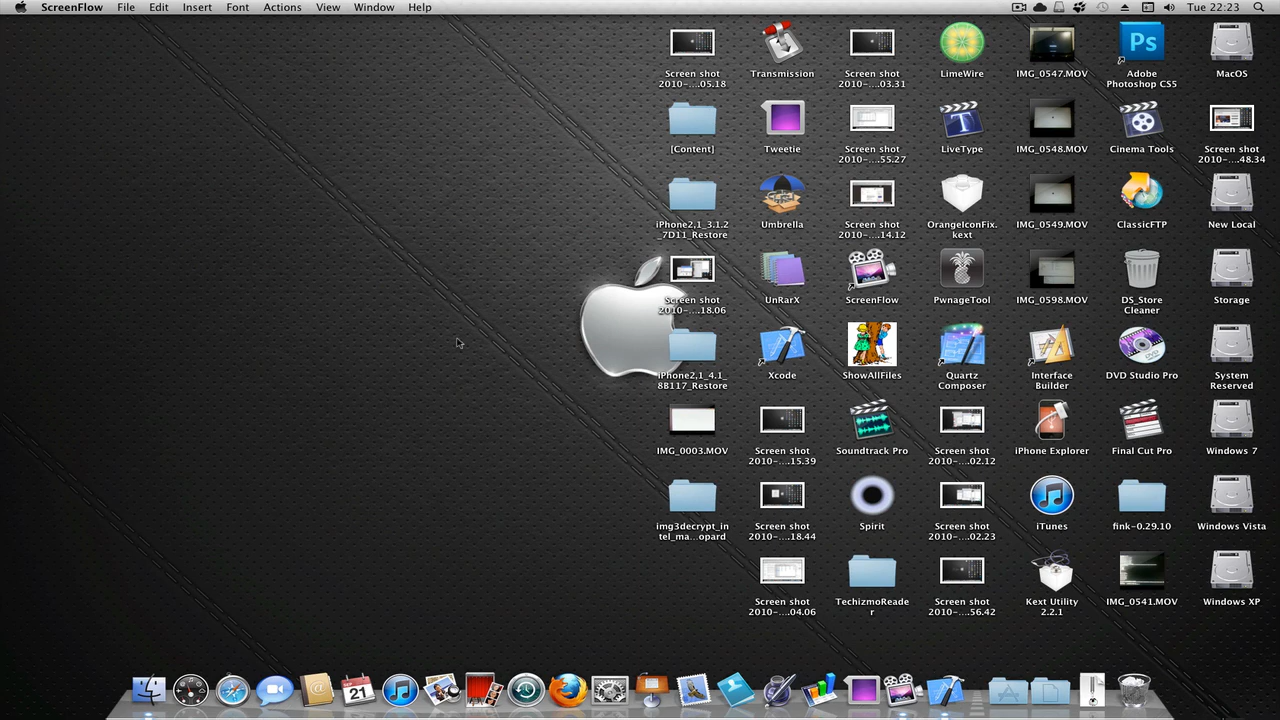 ScreenFlow File Edit Insert Font Actions View Window Help Tue 22:23
Screen shot
2010-....05.18
Transmission
Screen shot
2010-....03.31
LimeWire
IMG_0547.MOV
Adobe
Photoshop CS5
Ps
MacOS
[Content]
Tweetie
Screen shot
2010-....55.27
LiveType
IMG_0548.MOV
Cinema Tools
Screen shot
2010-....48.34
iPhone2,1_3.1.2
_7D11_Restore
Umbrella
Screen shot
2010-....14.12
OrangeIconFix.
kext
IMG_0549.MOV
ClassicFTP
New Local
Screen shot
2010-....18.06
UnRarX
ScreenFlow
PwnageTool
IMG_0598.MOV
DS_Store
Cleaner
Storage
iPhone2,1_4.1_
8B117_Restore
Xcode
ShowAllFiles
Quartz
Composer
Interface
Builder
DVD Studio Pro
System
Reserved
IMG_0003.MOV
Screen shot
2010-....15.39
Soundtrack Pro
Screen shot
2010-....02.12
iPhone Explorer
Final Cut Pro
Windows 7
img3decrypt_in
tel_ma...opard
Screen shot
2010-....18.44
Spirit
Screen shot
2010-....02.23
iTunes
fink-0.29.10
Windows Vista
Screen shot
2010-....04.06
TechizmoReade
r
Screen shot
2010-....56.42
Kext Utility
2.2.1
IMG_0541.MOV
Windows XP
21